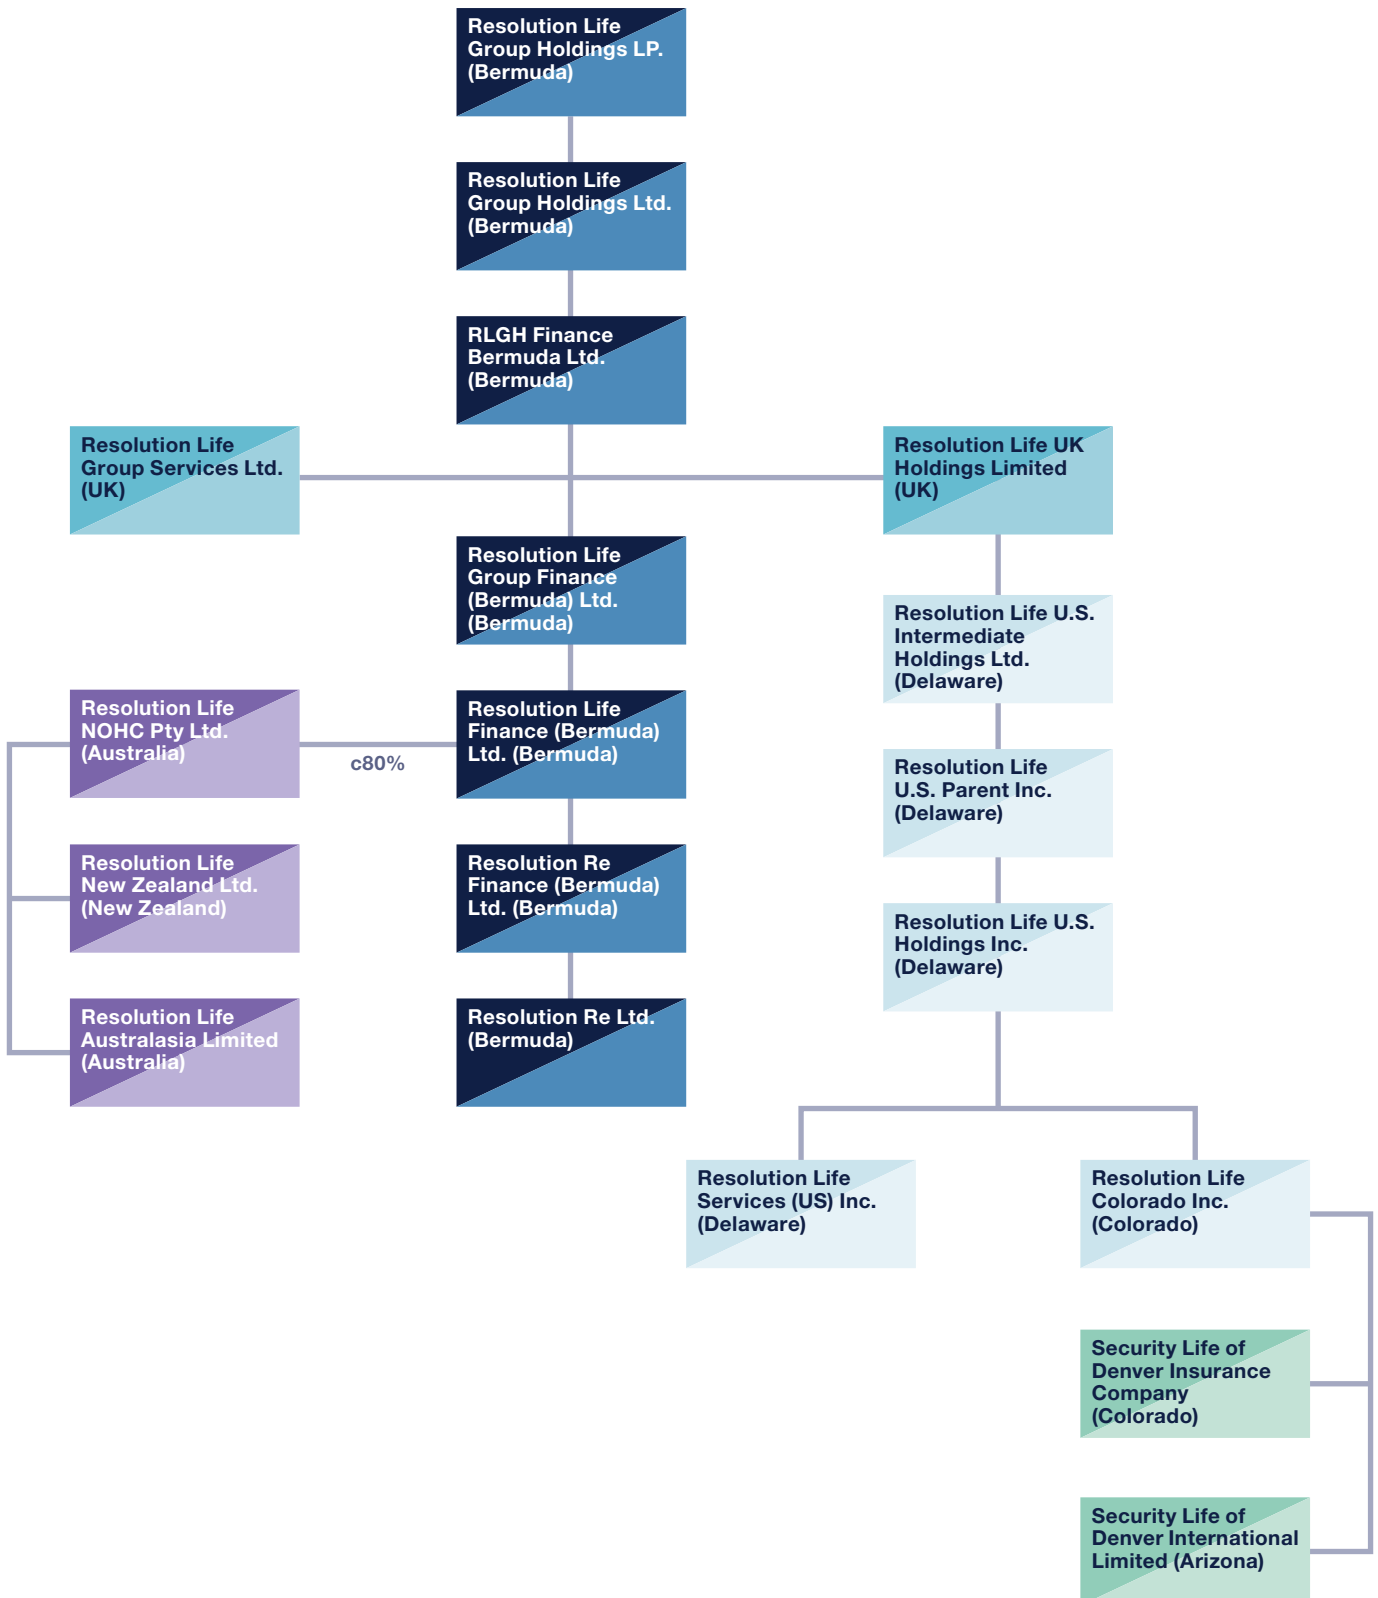 Resolution Life
Group Holdings LP.
(Bermuda)
Resolution Life
Group Holdings Ltd.
(Bermuda)
RLGH Finance
Bermuda Ltd.
(Bermuda)
Resolution Life
Group Services Ltd.
(UK)
Resolution Life UK
Holdings Limited
(UK)
Resolution Life
Group Finance
(Bermuda) Ltd.
(Bermuda)
Resolution Life U.S.
Intermediate
Holdings Ltd.
(Delaware)
Resolution Life
NOHC Pty Ltd.
(Australia)
c80%
Resolution Life
Finance (Bermuda)
Ltd. (Bermuda)
Resolution Life
U.S. Parent Inc.
(Delaware)
Resolution Life
New Zealand Ltd.
(New Zealand)
Resolution Re
Finance (Bermuda)
Ltd. (Bermuda)
Resolution Life U.S.
Holdings Inc.
(Delaware)
Resolution Life
Australasia Limited
(Australia)
Resolution Re Ltd.
(Bermuda)
Resolution Life
Services (US) Inc.
(Delaware)
Resolution Life
Colorado Inc.
(Colorado)
Security Life of
Denver Insurance
Company
(Colorado)
Security Life of
Denver International
Limited (Arizona)